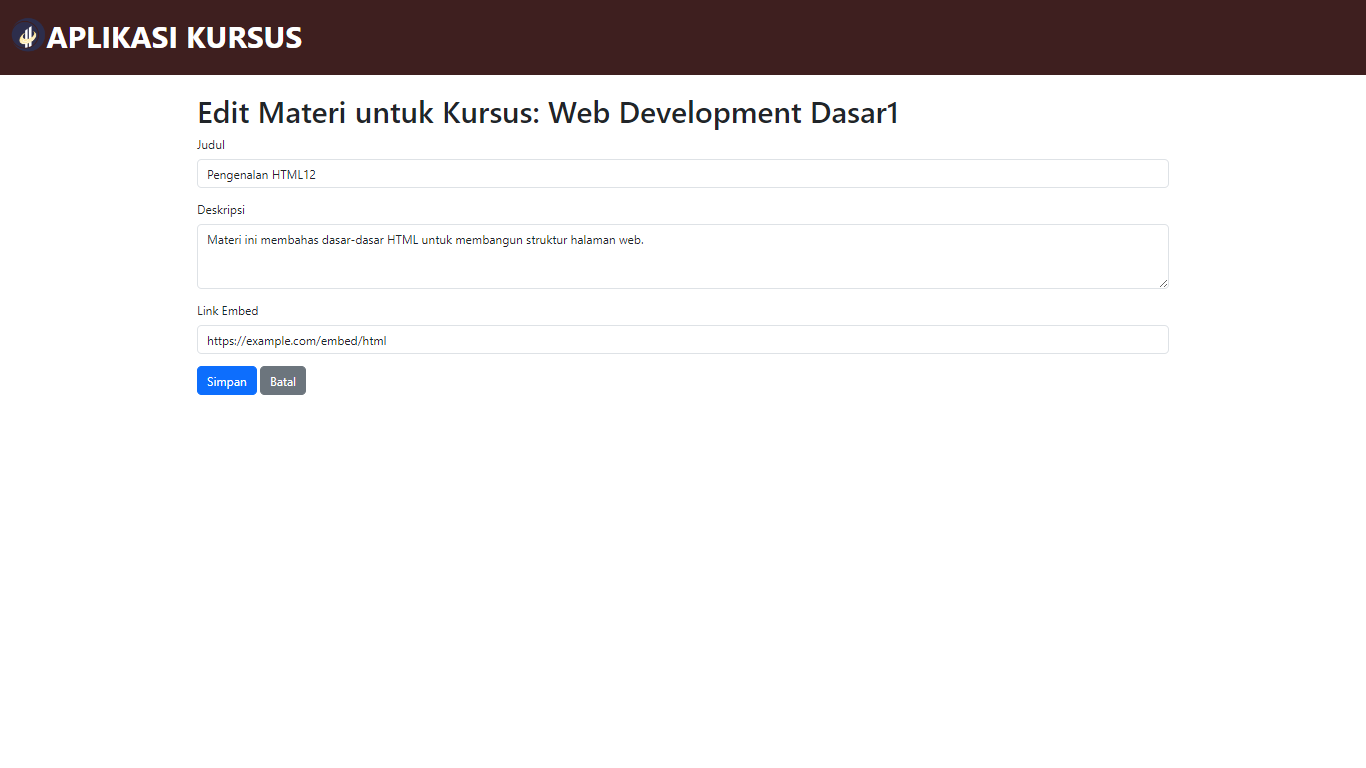 APLIKASI KURSUS
Edit Materi untuk Kursus: Web Development Dasar1
Judul
Pengenalan HTML12
Deskripsi
Materi ini membahas dasar-dasar HTML untuk membangun struktur halaman web.
Link Embed
https://example.com/embed/html
Simpan Batal